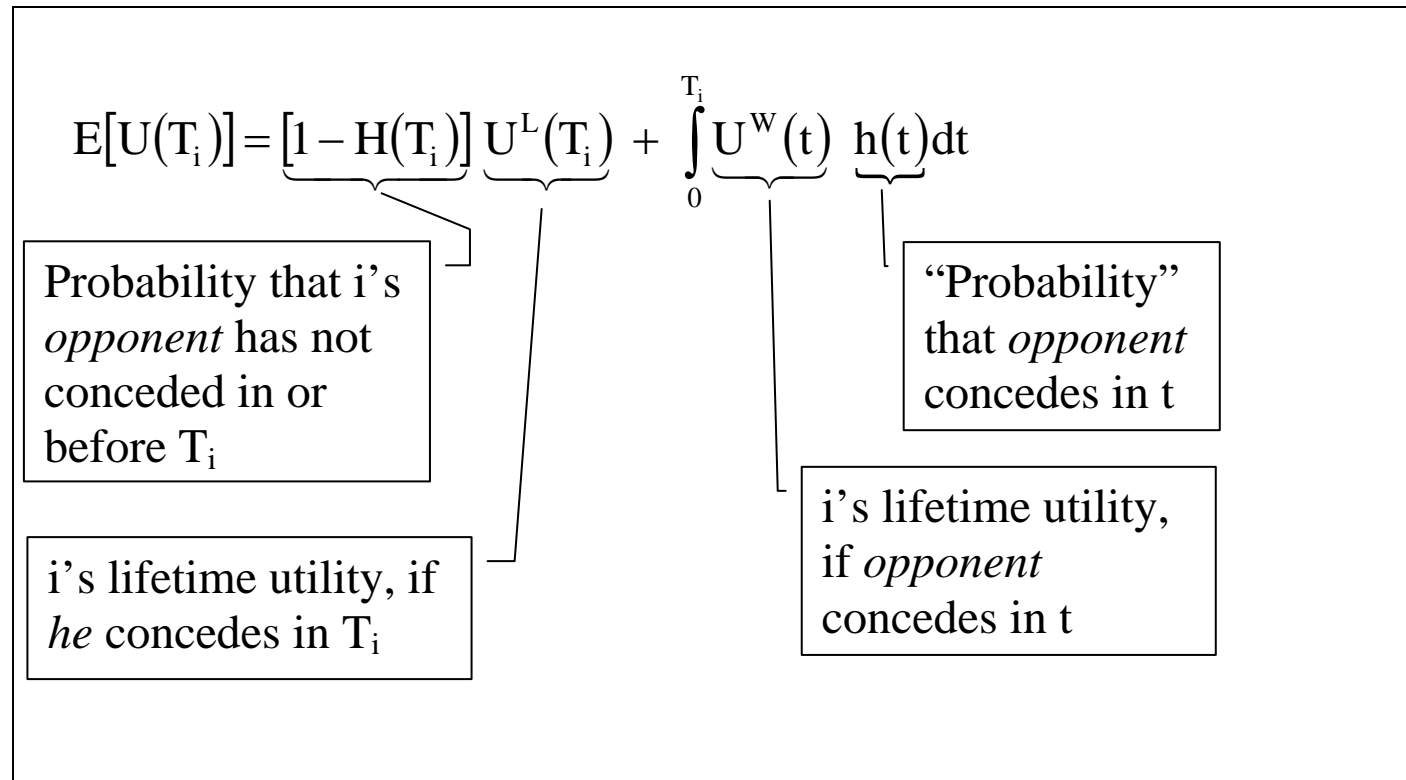 E[U(Tᵢ)] = [1 − H(Tᵢ)] Uᴸ(Tᵢ) + ∫₀^Tᵢ Uᵂ(t) h(t)dt
Probability that i’s
opponent has not
conceded in or
before Tᵢ
“Probability”
that opponent
concedes in t
i’s lifetime utility, if
he concedes in Tᵢ
i’s lifetime utility,
if opponent
concedes in t